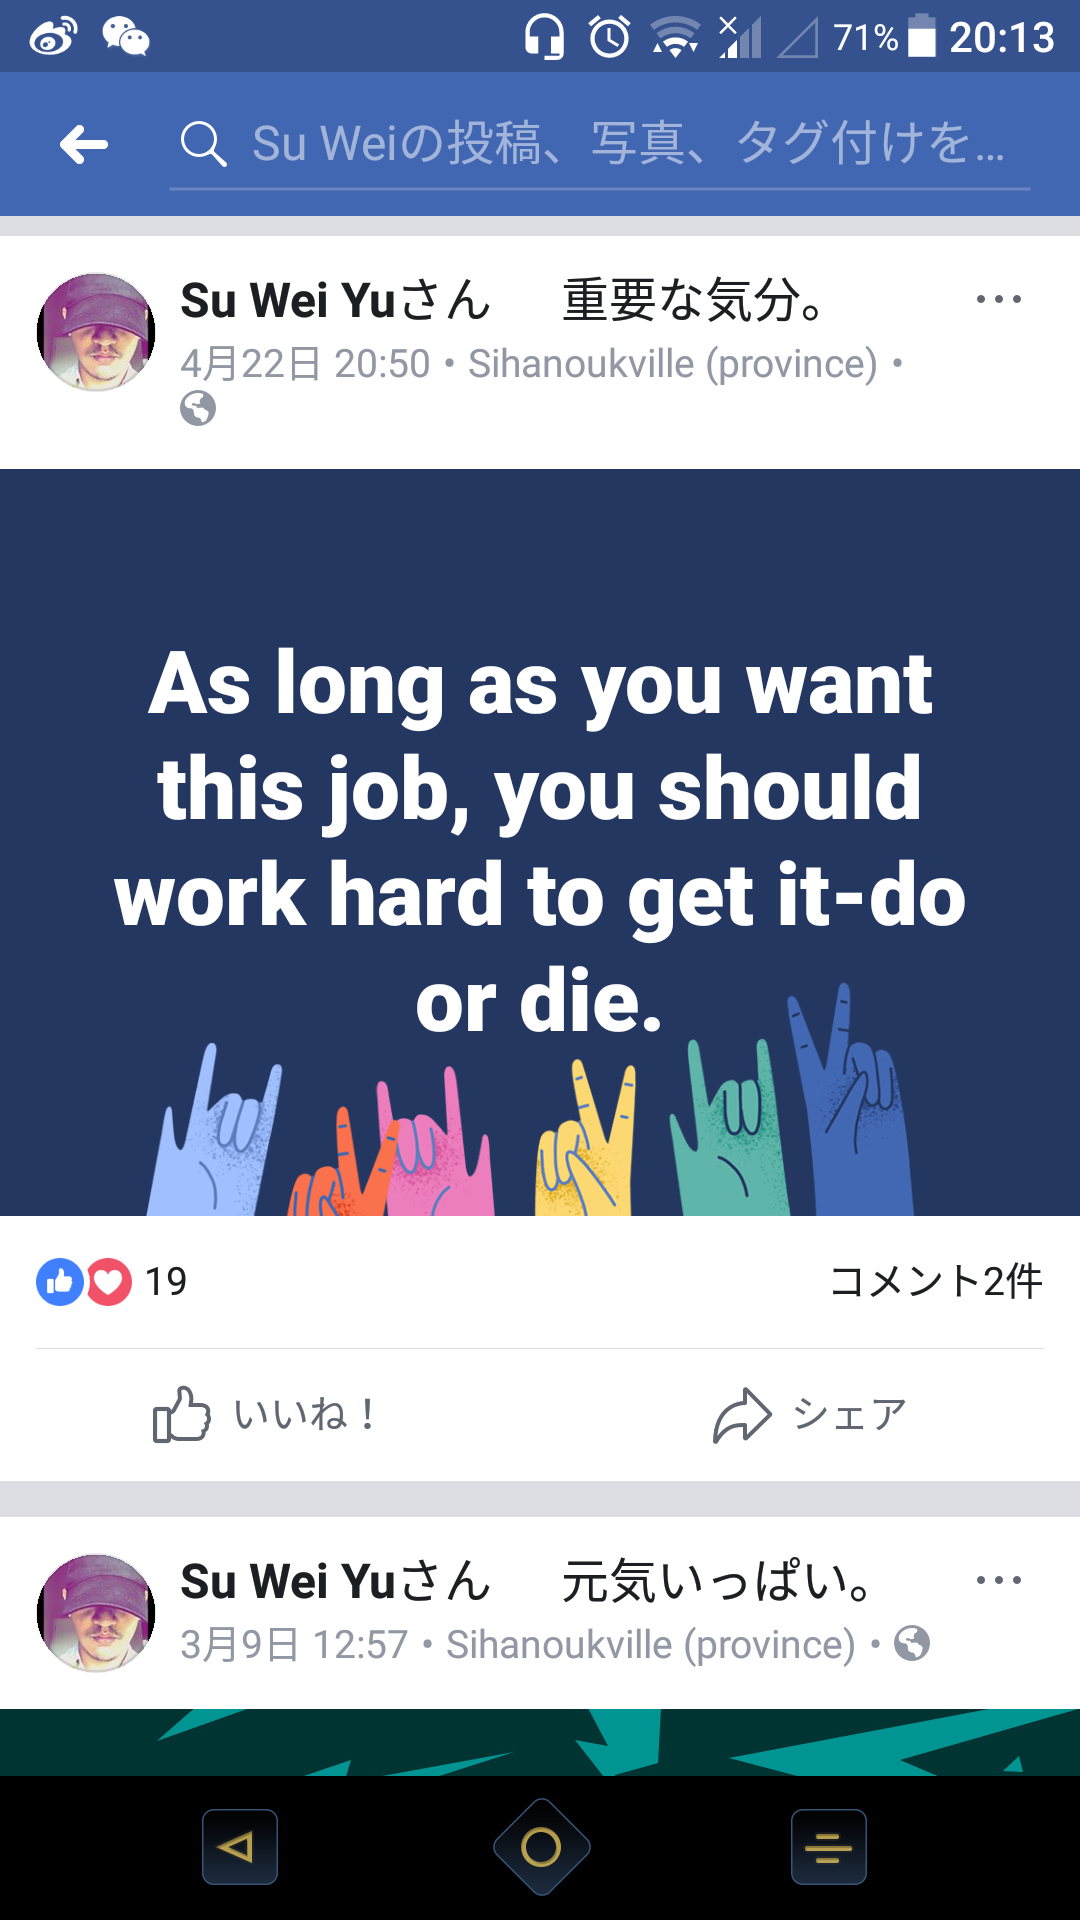 71% 20:13
Su Weiの投稿、写真、タグ付けを...
Su Wei Yuさん 重要な気分。
4月22日 20:50 • Sihanoukville (province) •
As long as you want
this job, you should
work hard to get it-do
or die.
19 コメント2件
いいね！ シェア
Su Wei Yuさん 元気いっぱい。
3月9日 12:57 • Sihanoukville (province) •